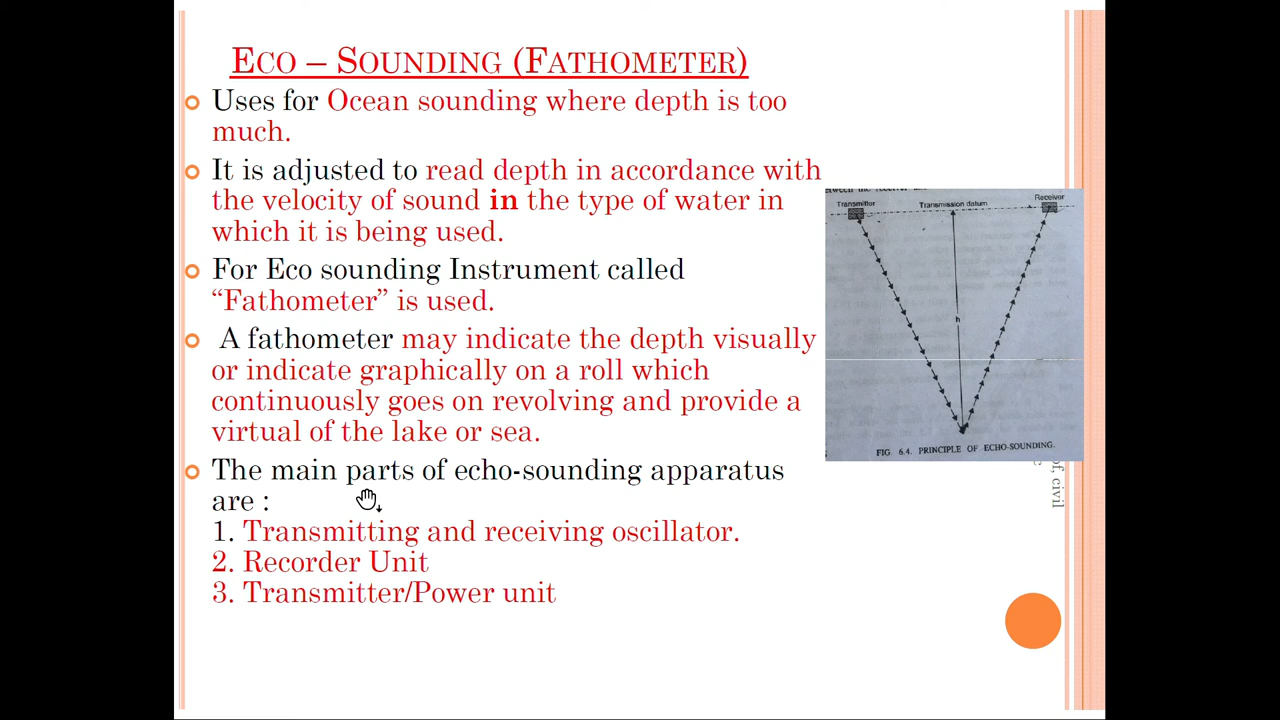 ECO – SOUNDING (FATHOMETER)
Uses for Ocean sounding where depth is too
much.
It is adjusted to read depth in accordance with
the velocity of sound in the type of water in
which it is being used.
For Eco sounding Instrument called
“Fathometer” is used.
A fathometer may indicate the depth visually
or indicate graphically on a roll which
continuously goes on revolving and provide a
virtual of the lake or sea.
The main parts of echo-sounding apparatus
are :
1. Transmitting and receiving oscillator.
2. Recorder Unit
3. Transmitter/Power unit
between the receiver
Transmitter
Transmission datum
Receiver
h
FIG. 6.4. PRINCIPLE OF ECHO-SOUNDING.
of, civil